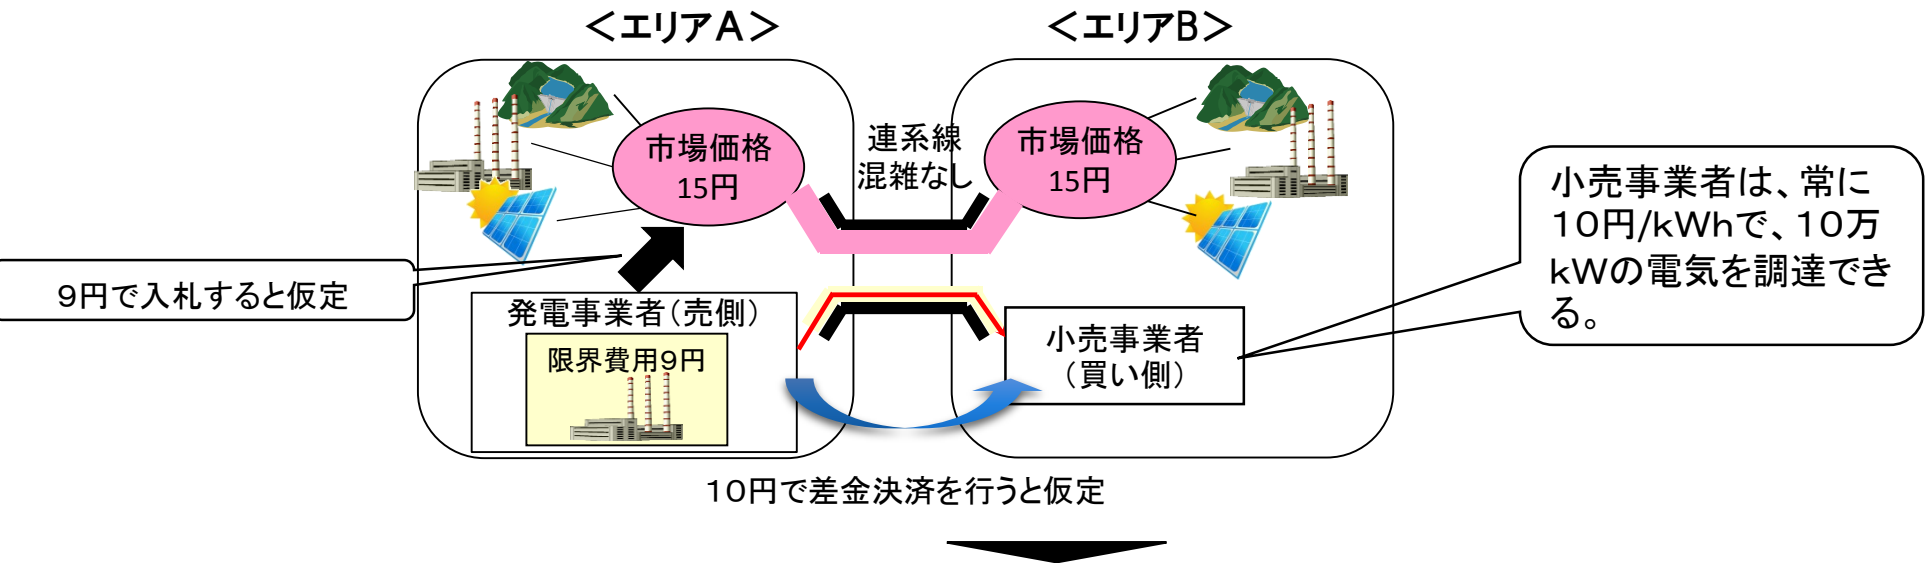 ＜エリアＡ＞
＜エリアＢ＞
市場価格
15円
連系線
混雑なし
市場価格
15円
小売事業者は、常に
１０円/ｋWhで、１０万
ｋWの電気を調達でき
る。
９円で入札すると仮定
発電事業者（売側）
限界費用９円
小売事業者
（買い側）
１０円で差金決済を行うと仮定